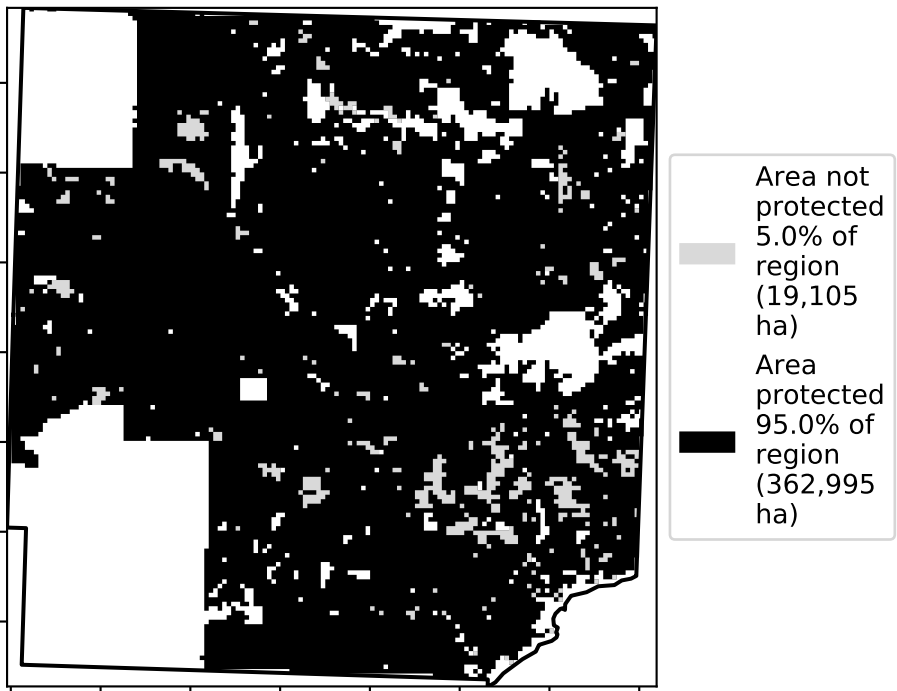 Area not
protected
5.0% of
region
(19,105
ha)
Area
protected
95.0% of
region
(362,995
ha)